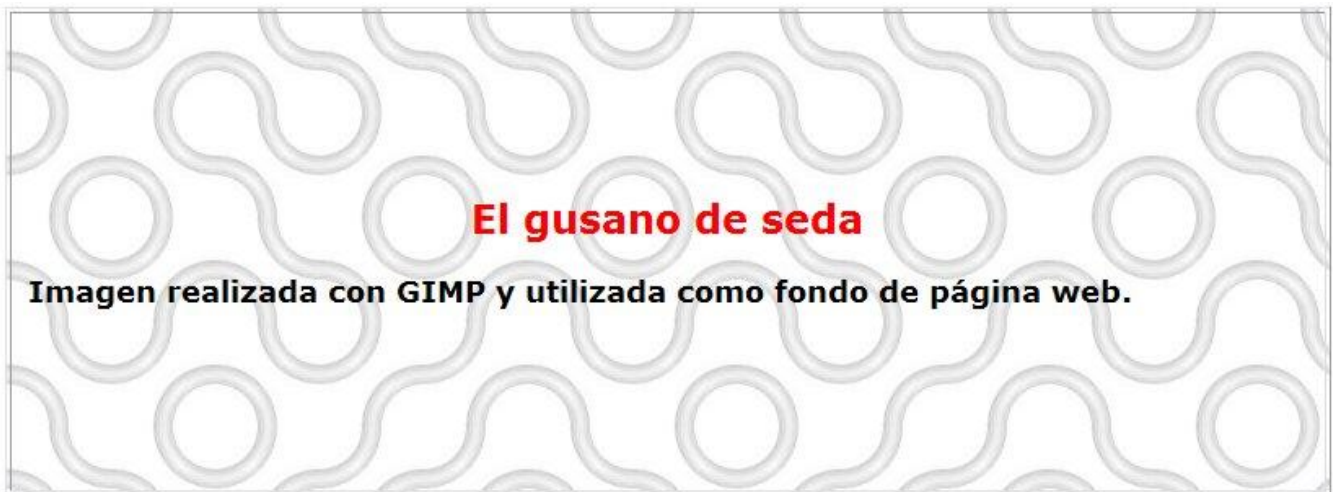 El gusano de seda
Imagen realizada con GIMP y utilizada como fondo de página web.